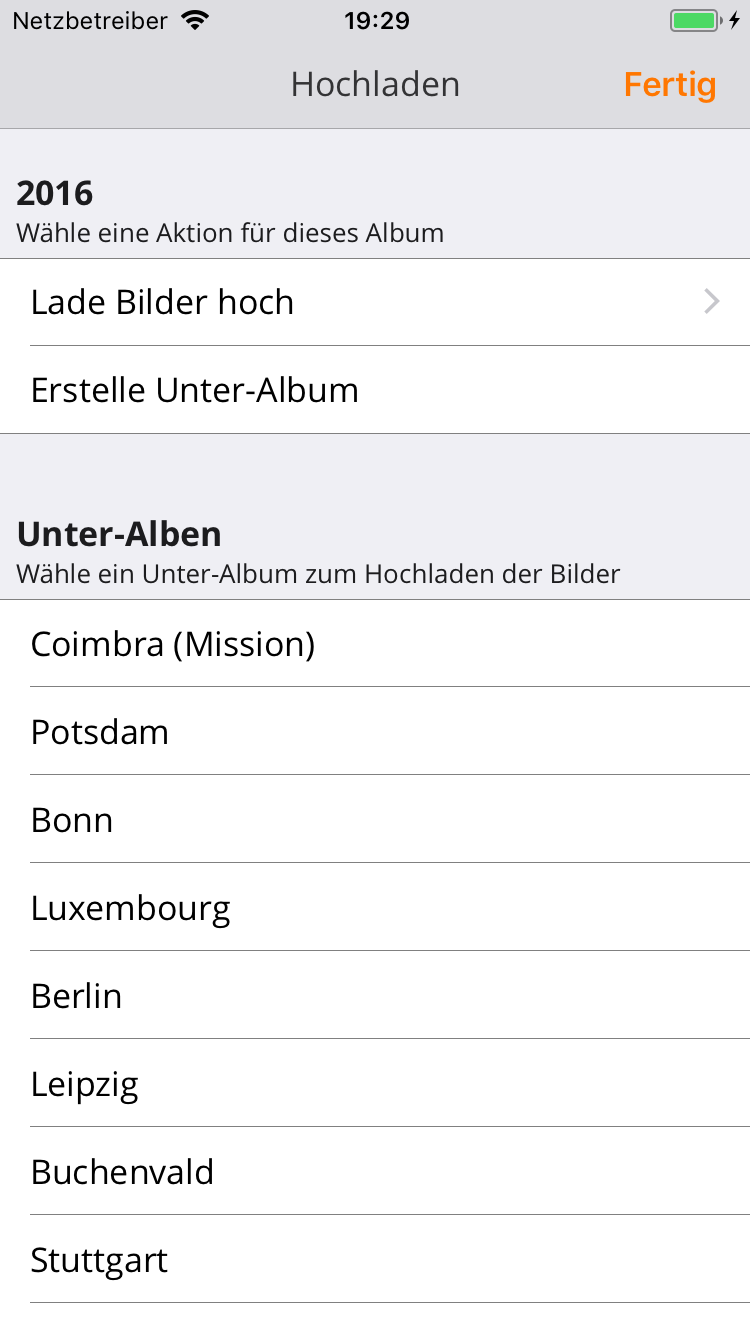 Netzbetreiber 19:29
Hochladen Fertig
2016
Wähle eine Aktion für dieses Album
Lade Bilder hoch
Erstelle Unter-Album
Unter-Alben
Wähle ein Unter-Album zum Hochladen der Bilder
Coimbra (Mission)
Potsdam
Bonn
Luxembourg
Berlin
Leipzig
Buchenvald
Stuttgart